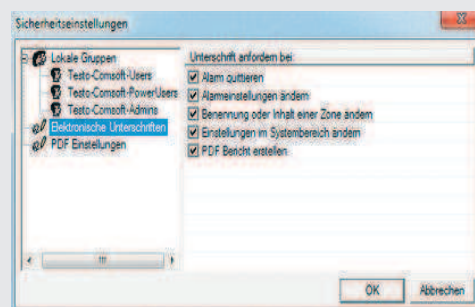 Sicherheitseinstellungen
Lokale Gruppen
Testo-Comsoft-Users
Testo-Comsoft-PowerUsers
Testo-Comsoft-Admins
Elektronische Unterschriften
PDF Einstellungen
Unterschrift anfordern bei:
Alarm quittieren
Alarmeinstellungen ändern
Benennung oder Inhalt einer Zone ändern
Einstellungen im Systembereich ändern
PDF Bericht erstellen
OK
Abbrechen